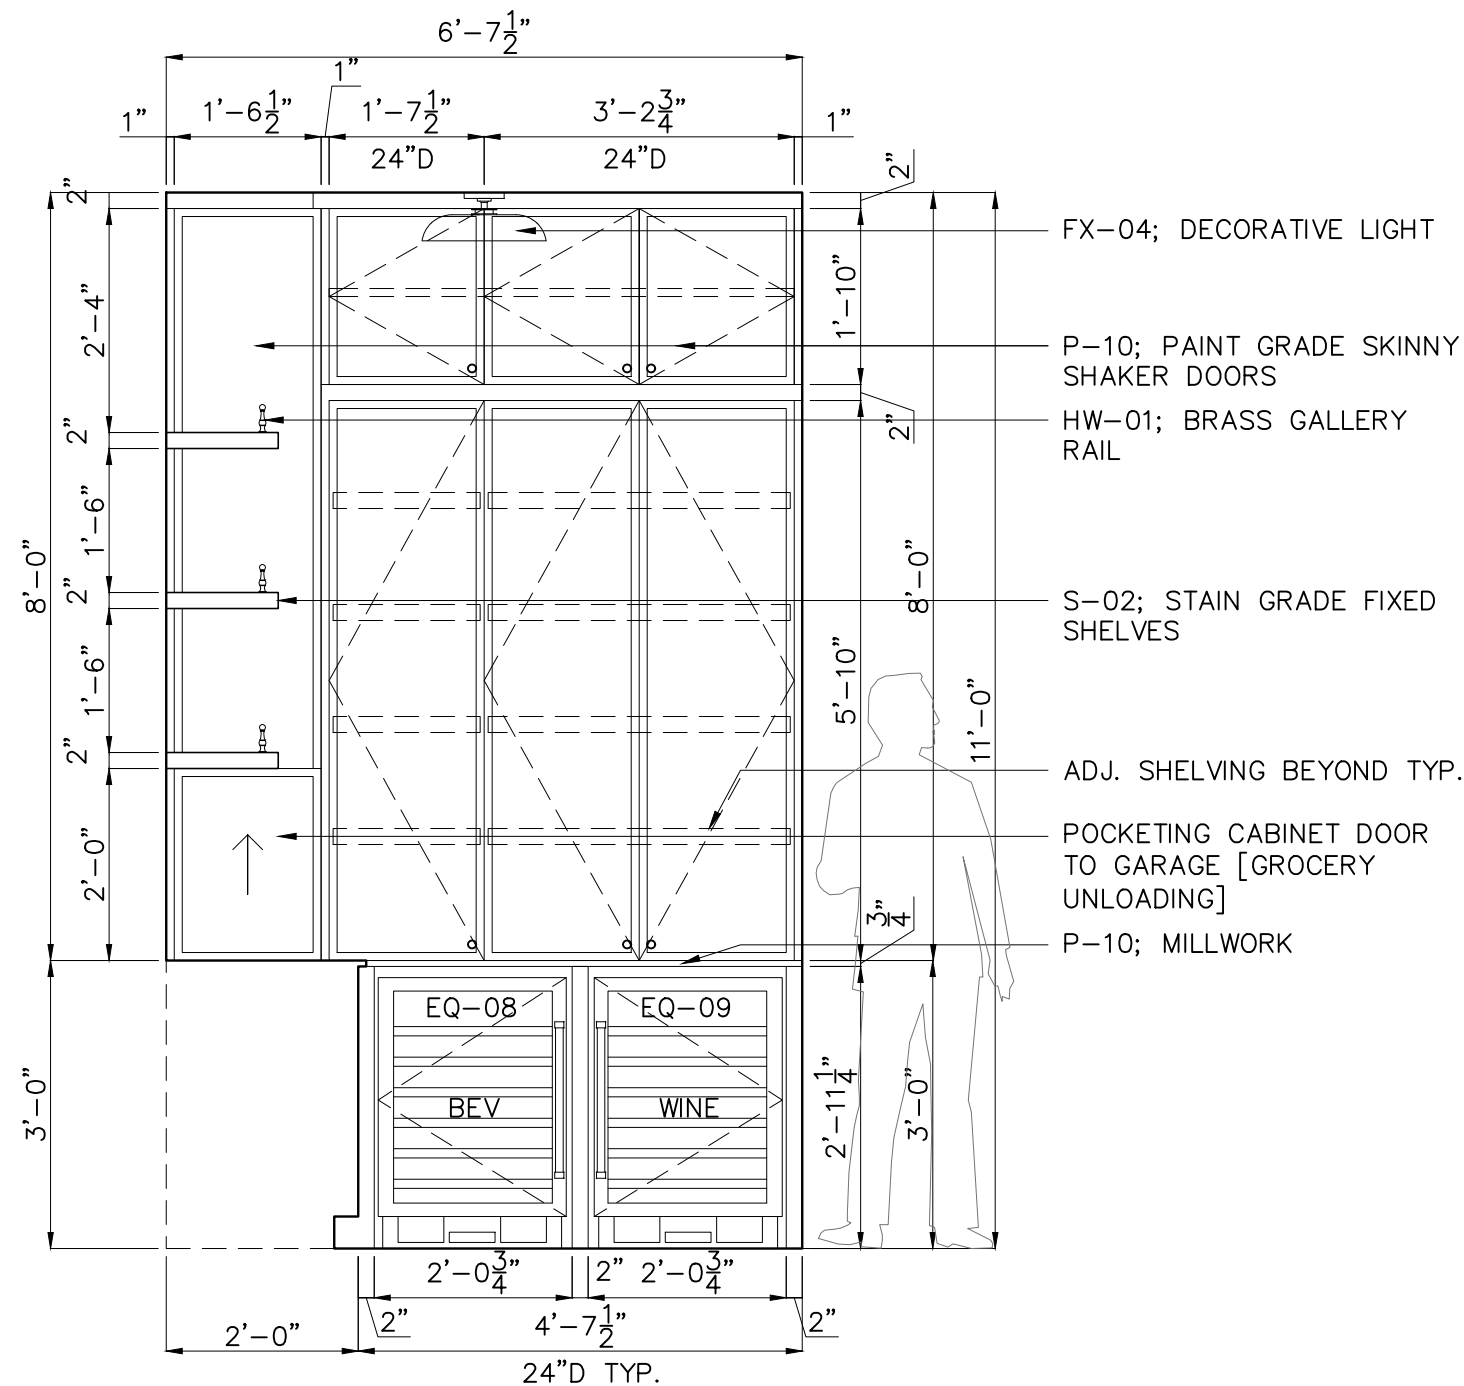 6'-7 1/2"
1"
1" 1'-6 1/2" 1'-7 1/2" 3'-2 3/4" 1"
24"D 24"D
2" 2"
FX-04; DECORATIVE LIGHT
2'-4" 1'-10"
P-10; PAINT GRADE SKINNY
SHAKER DOORS
2" 2"
HW-01; BRASS GALLERY
RAIL
1'-6"
8'-0" 2" 8'-0"
S-02; STAIN GRADE FIXED
SHELVES
1'-6" 5'-10" 11'-0"
2"
ADJ. SHELVING BEYOND TYP.
2'-0"
POCKETING CABINET DOOR
TO GARAGE [GROCERY
UNLOADING]
3/4"
P-10; MILLWORK
EQ-08 EQ-09
3'-0" BEV WINE 2'-11 1/4" 3'-0"
2'-0 3/4" 2" 2'-0 3/4"
2" 2"
2'-0" 4'-7 1/2"
24"D TYP.